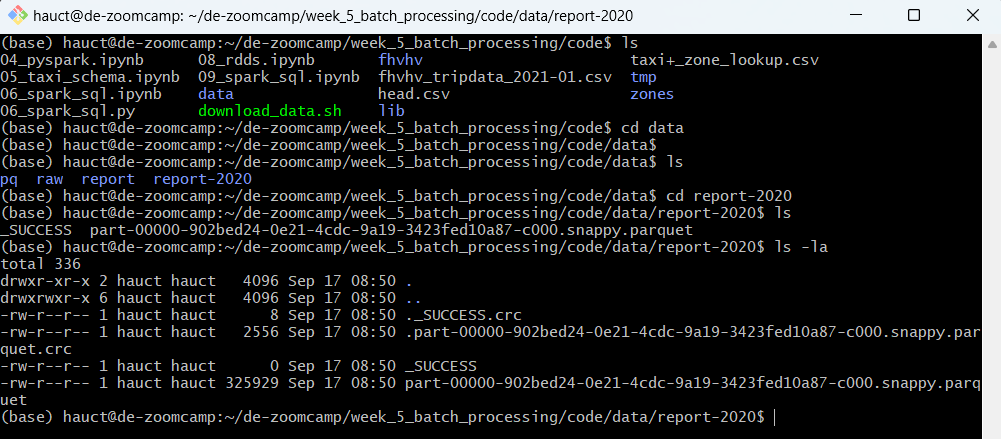 hauct@de-zoomcamp: ~/de-zoomcamp/week_5_batch_processing/code/data/report-2020
(base) hauct@de-zoomcamp:~/de-zoomcamp/week_5_batch_processing/code$ ls
04_pyspark.ipynb      08_rdds.ipynb       fhvhv                      taxi+_zone_lookup.csv
05_taxi_schema.ipynb  09_spark_sql.ipynb  fhvhv_tripdata_2021-01.csv  tmp
06_spark_sql.ipynb    data                head.csv                   zones
06_spark_sql.py       download_data.sh    lib
(base) hauct@de-zoomcamp:~/de-zoomcamp/week_5_batch_processing/code$ cd data
(base) hauct@de-zoomcamp:~/de-zoomcamp/week_5_batch_processing/code/data$
(base) hauct@de-zoomcamp:~/de-zoomcamp/week_5_batch_processing/code/data$ ls
pq  raw  report  report-2020
(base) hauct@de-zoomcamp:~/de-zoomcamp/week_5_batch_processing/code/data$ cd report-2020
(base) hauct@de-zoomcamp:~/de-zoomcamp/week_5_batch_processing/code/data/report-2020$ ls
_SUCCESS  part-00000-902bed24-0e21-4cdc-9a19-3423fed10a87-c000.snappy.parquet
(base) hauct@de-zoomcamp:~/de-zoomcamp/week_5_batch_processing/code/data/report-2020$ ls -la
total 336
drwxr-xr-x 2 hauct hauct   4096 Sep 17 08:50 .
drwxrwxr-x 6 hauct hauct   4096 Sep 17 08:50 ..
-rw-r--r-- 1 hauct hauct      8 Sep 17 08:50 ._SUCCESS.crc
-rw-r--r-- 1 hauct hauct   2556 Sep 17 08:50 .part-00000-902bed24-0e21-4cdc-9a19-3423fed10a87-c000.snappy.par
quet.crc
-rw-r--r-- 1 hauct hauct      0 Sep 17 08:50 _SUCCESS
-rw-r--r-- 1 hauct hauct 325929 Sep 17 08:50 part-00000-902bed24-0e21-4cdc-9a19-3423fed10a87-c000.snappy.parq
uet
(base) hauct@de-zoomcamp:~/de-zoomcamp/week_5_batch_processing/code/data/report-2020$